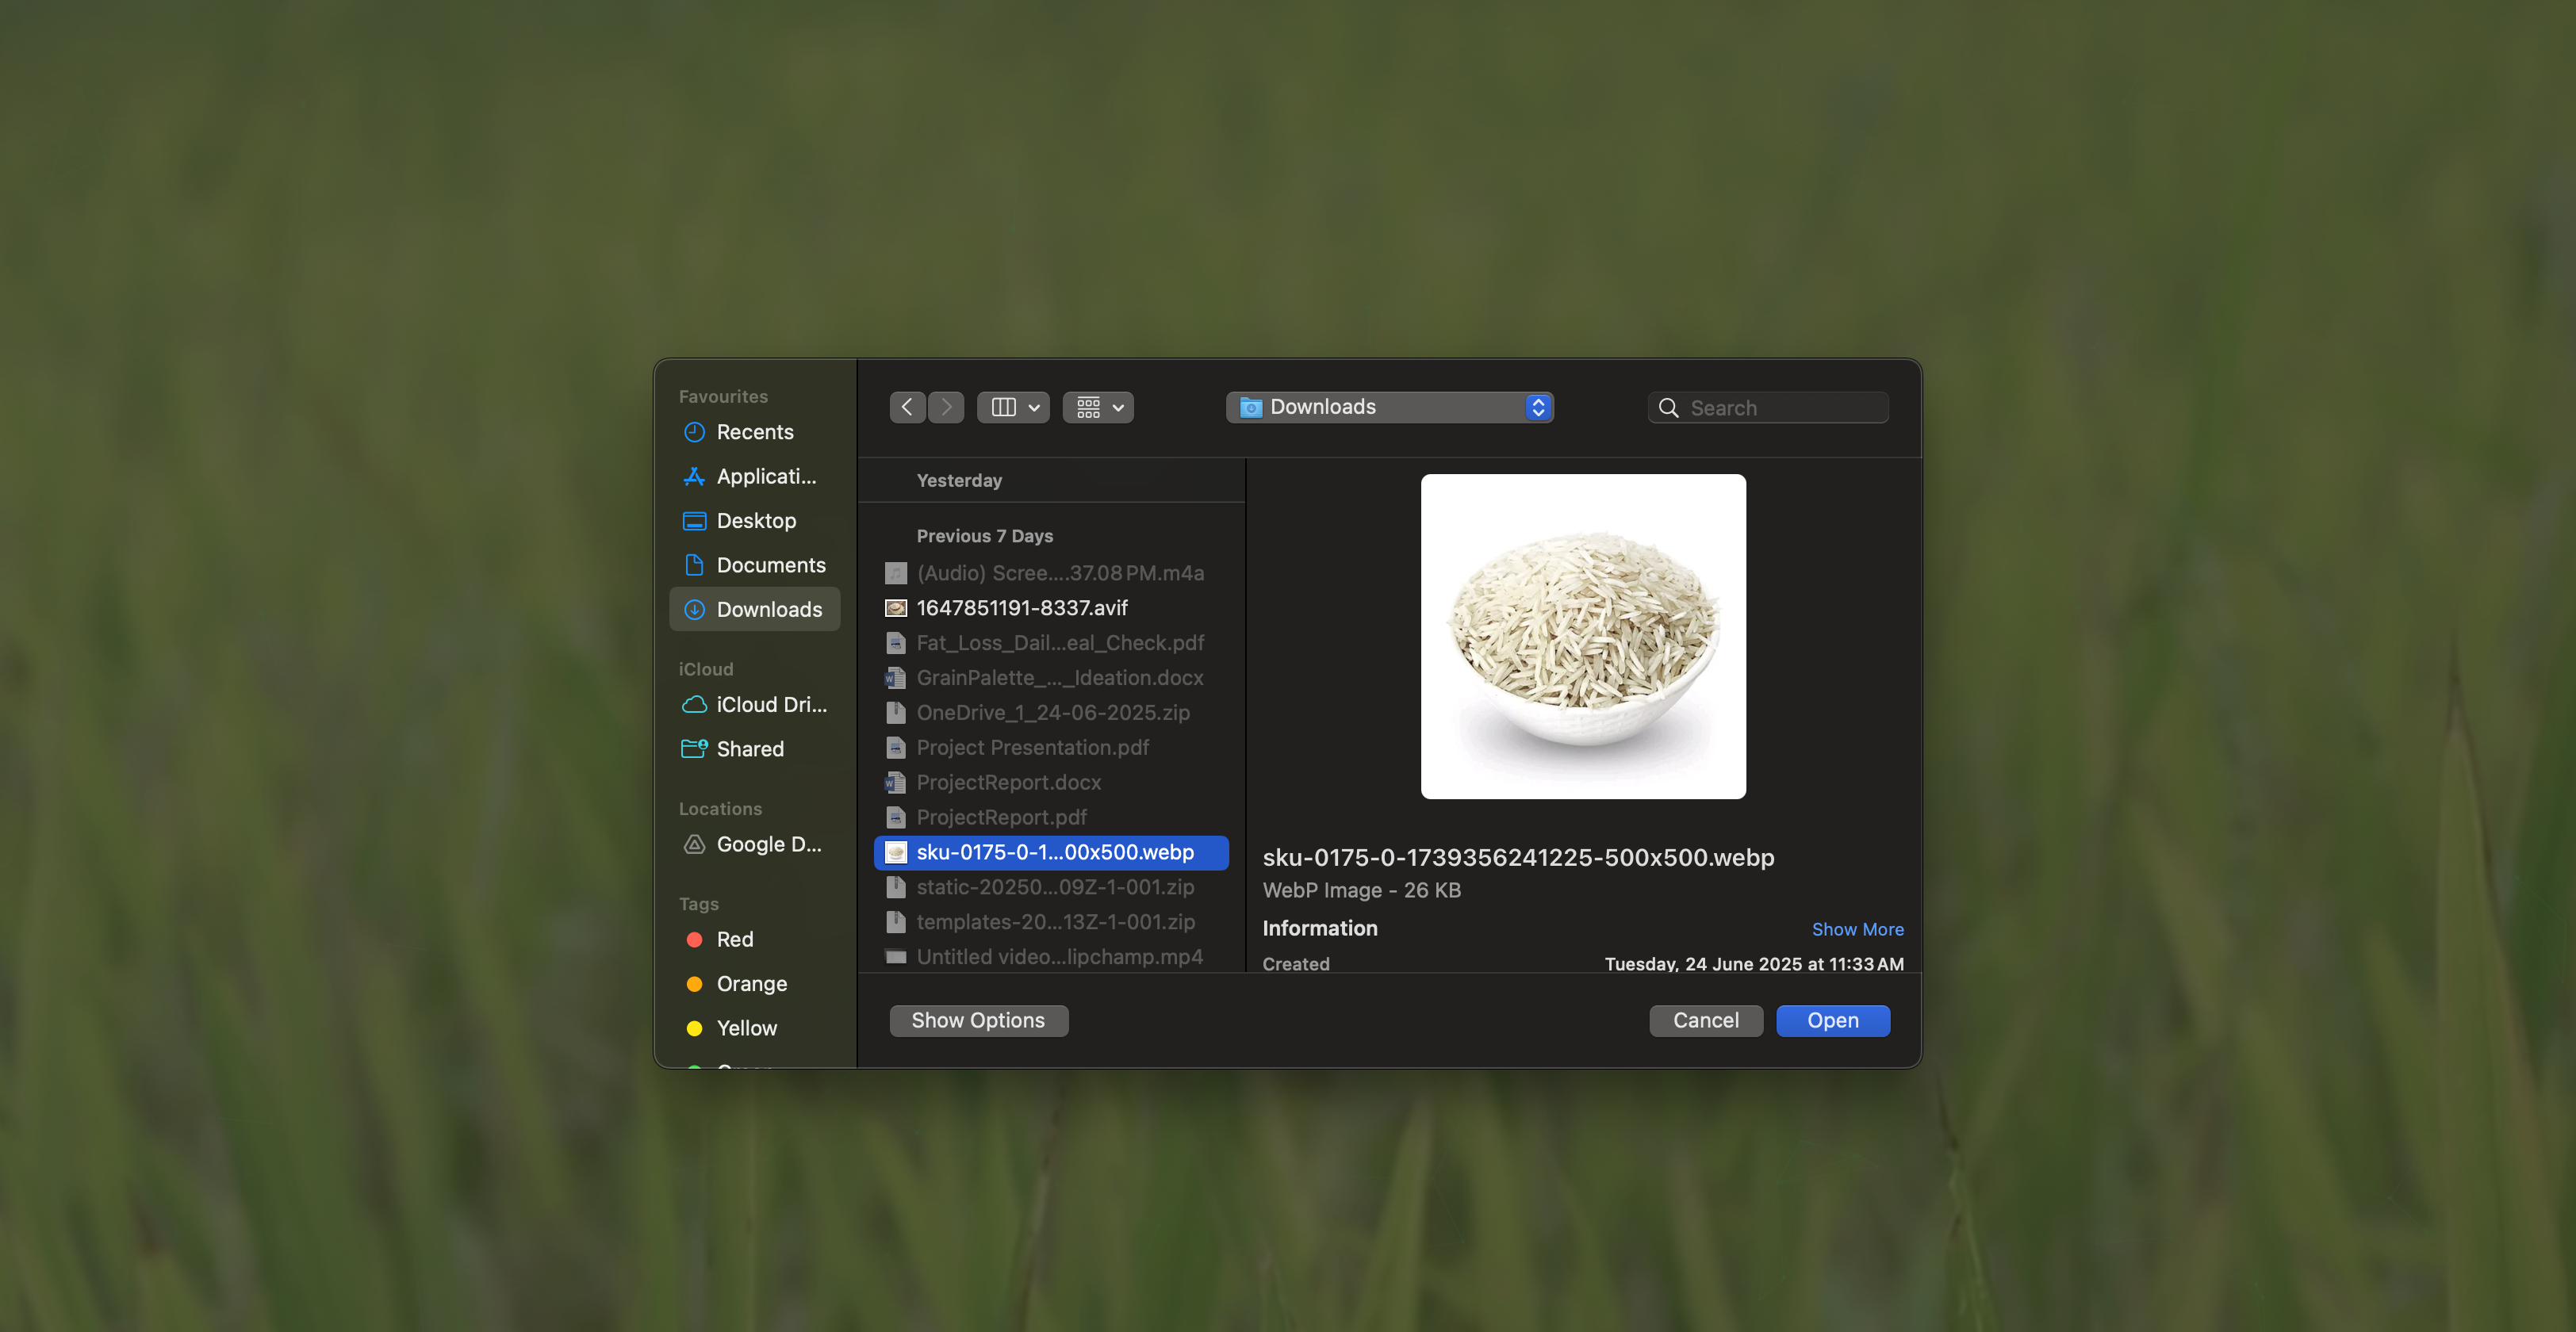 Favourites
Recents
Applicati...
Desktop
Documents
Downloads
iCloud
iCloud Dri...
Shared
Locations
Google D...
Tags
Red
Orange
Yellow
Downloads
Search
Yesterday
Previous 7 Days
(Audio) Scree....37.08 PM.m4a
1647851191-8337.avif
Fat_Loss_Dail...eal_Check.pdf
GrainPalette_..._Ideation.docx
OneDrive_1_24-06-2025.zip
Project Presentation.pdf
ProjectReport.docx
ProjectReport.pdf
sku-0175-0-1...00x500.webp
static-20250...09Z-1-001.zip
templates-20...13Z-1-001.zip
Untitled video...lipchamp.mp4
sku-0175-0-1739356241225-500x500.webp
WebP Image - 26 KB
Information
Show More
Created
Tuesday, 24 June 2025 at 11:33 AM
Show Options
Cancel
Open